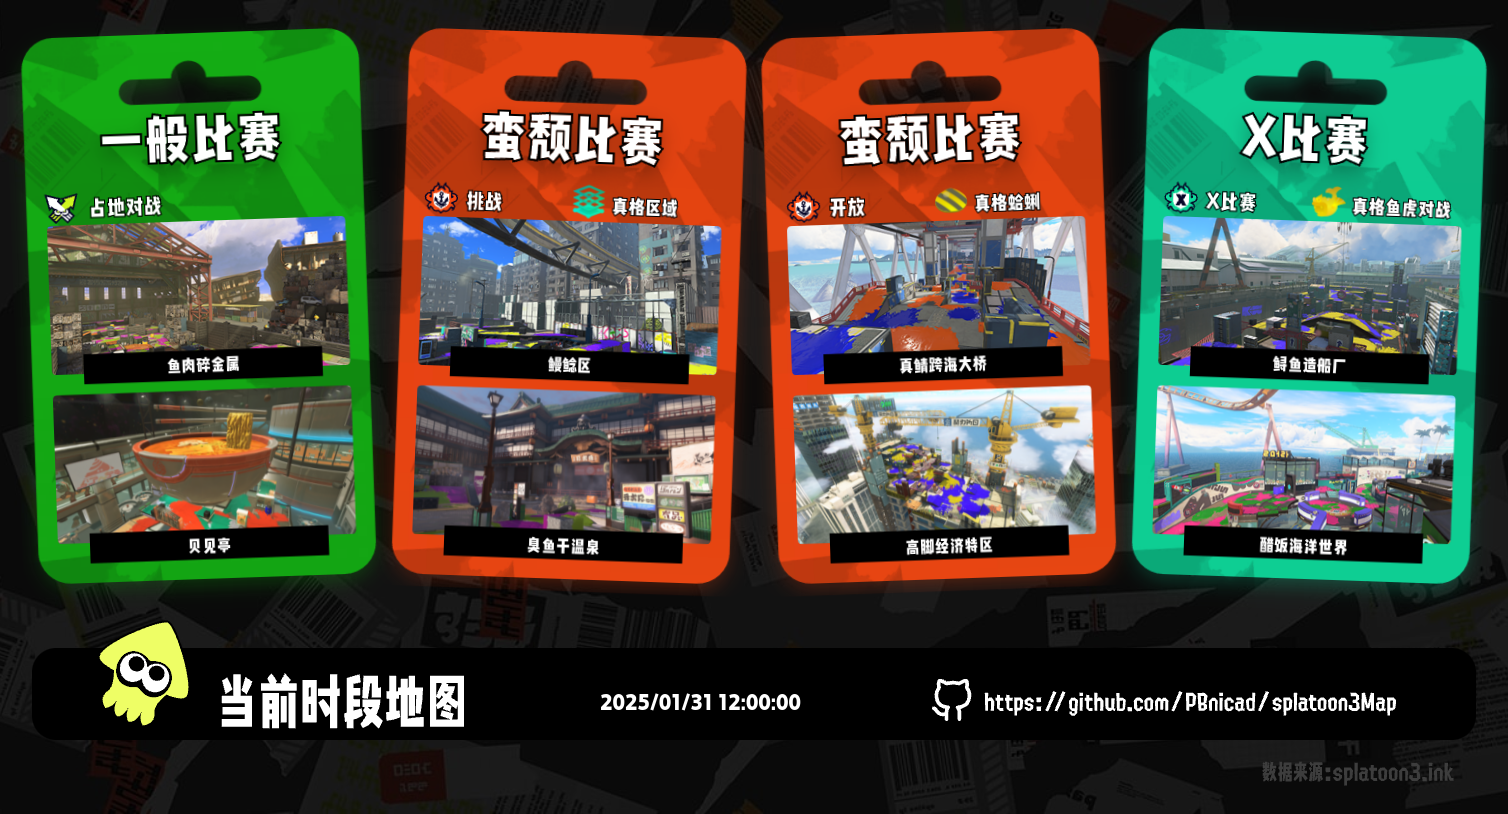 一般比赛
占地对战
鱼肉碎金属
贝见亭
蛮颓比赛
挑战
真格区域
鳗鲶区
臭鱼干温泉
蛮颓比赛
开放
真格蛤蜊
真鲭跨海大桥
高脚经济特区
X比赛
X比赛
真格鱼虎对战
鲟鱼造船厂
醋饭海洋世界
当前时段地图
2025/01/31 12:00:00
https://github.com/PBnicad/splatoon3Map
数据来源:splatoon3.ink